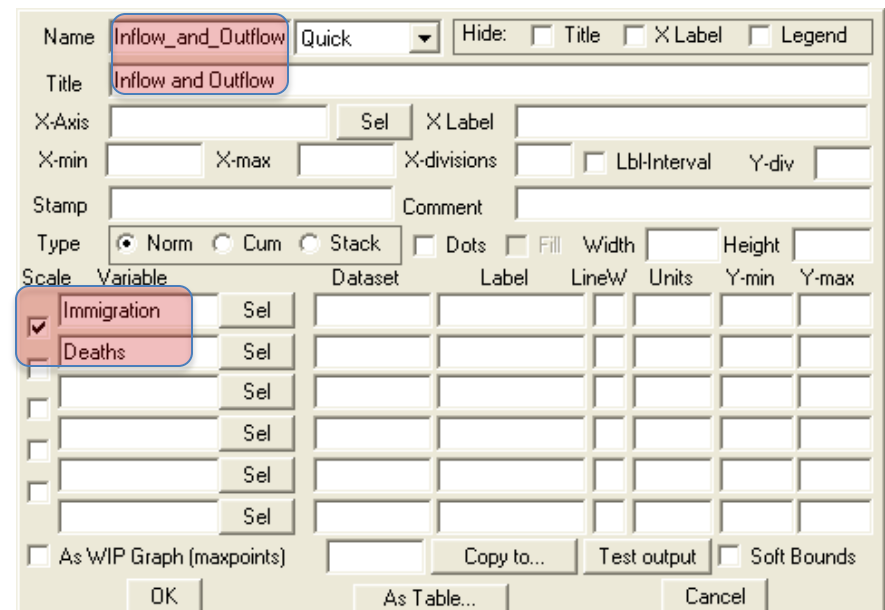 Name Inflow_and_Outflow Quick Hide: Title X Label Legend
Title Inflow and Outflow
X-Axis Sel X Label
X-min X-max X-divisions Lbl-Interval Y-div
Stamp Comment
Type Norm Cum Stack Dots Fill Width Height
Scale Variable Dataset Label LineW Units Y-min Y-max
Immigration Sel
Deaths Sel
Sel
Sel
Sel
Sel
As WIP Graph (maxpoints) Copy to... Test output Soft Bounds
OK As Table... Cancel